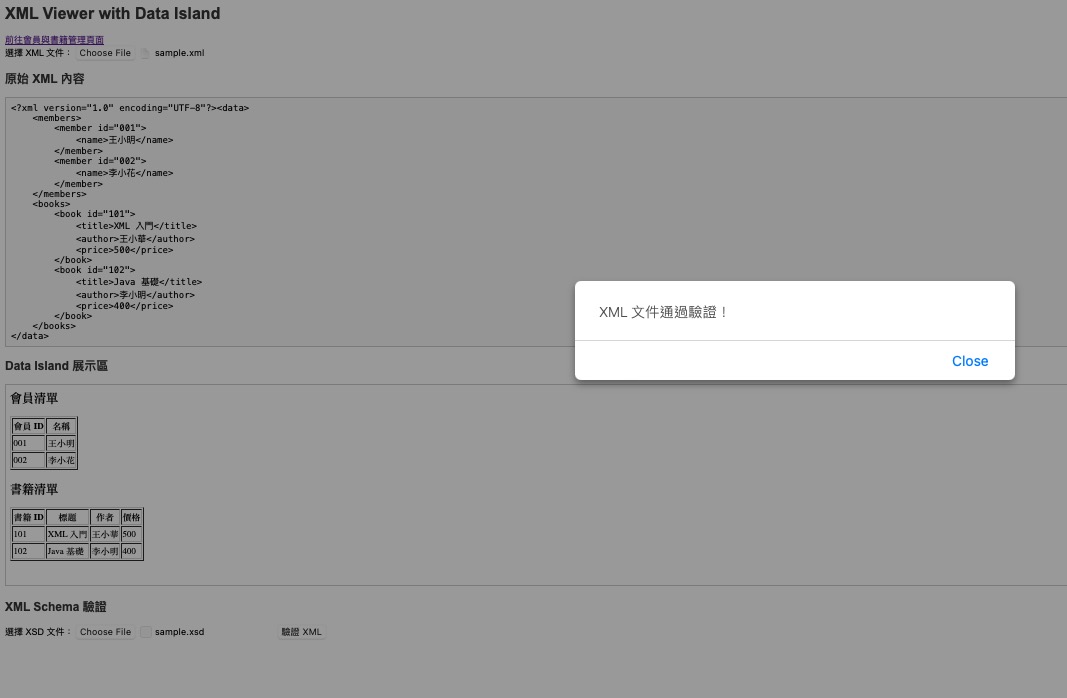 XML Viewer with Data Island
前往會員與書籍管理頁面
選擇 XML 文件： Choose File sample.xml
原始 XML 內容
<?xml version="1.0" encoding="UTF-8"?><data>
    <members>
        <member id="001">
            <name>王小明</name>
        </member>
        <member id="002">
            <name>李小花</name>
        </member>
    </members>
    <books>
        <book id="101">
            <title>XML 入門</title>
            <author>王小華</author>
            <price>500</price>
        </book>
        <book id="102">
            <title>Java 基礎</title>
            <author>李小明</author>
            <price>400</price>
        </book>
    </books>
</data>
XML 文件通過驗證！
Close
Data Island 展示區
會員清單
會員 ID 名稱
001 王小明
002 李小花
書籍清單
書籍 ID 標題 作者 價格
101 XML 入門 王小華 500
102 Java 基礎 李小明 400
XML Schema 驗證
選擇 XSD 文件： Choose File sample.xsd 驗證 XML